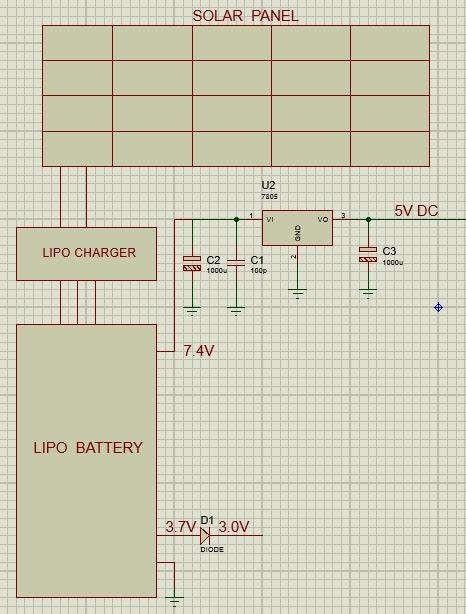 SOLAR PANEL
U2
7805
1 VI VO 3
GND
2
5V DC
LIPO CHARGER
C2
1000u
C1
100p
C3
1000u
7.4V
LIPO BATTERY
3.7V D1 3.0V
DIODE